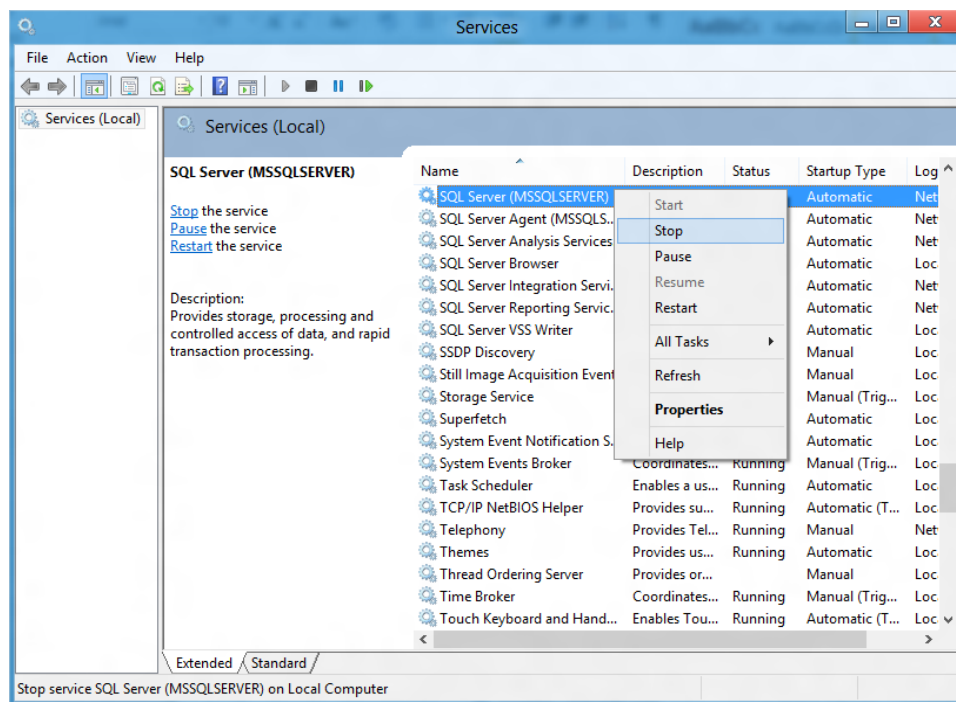 Services
File Action View Help
Services (Local)
Services (Local)
SQL Server (MSSQLSERVER)
Stop the service
Pause the service
Restart the service
Description:
Provides storage, processing and
controlled access of data, and rapid
transaction processing.
Name Description Status Startup Type Log
SQL Server (MSSQLSERVER) Automatic Net
SQL Server Agent (MSSQLS... Automatic Net
SQL Server Analysis Services Automatic Net
SQL Server Browser Automatic Loc
SQL Server Integration Servi... Automatic Net
SQL Server Reporting Servic... Automatic Net
SQL Server VSS Writer Automatic Loc
SSDP Discovery Manual Loc
Still Image Acquisition Event Manual Loc
Storage Service Manual (Trig... Loc
Superfetch Automatic Loc
System Event Notification S... Automatic Loc
System Events Broker Coordinates... Running Manual (Trig... Loc
Task Scheduler Enables a us... Running Automatic Loc
TCP/IP NetBIOS Helper Provides su... Running Automatic (T... Loc
Telephony Provides Tel... Running Manual Net
Themes Provides us... Running Automatic Loc
Thread Ordering Server Provides or... Manual Loc
Time Broker Coordinates... Running Manual (Trig... Loc
Touch Keyboard and Hand... Enables Tou... Running Automatic (T... Loc
Start
Stop
Pause
Resume
Restart
All Tasks
Refresh
Properties
Help
Extended Standard
Stop service SQL Server (MSSQLSERVER) on Local Computer